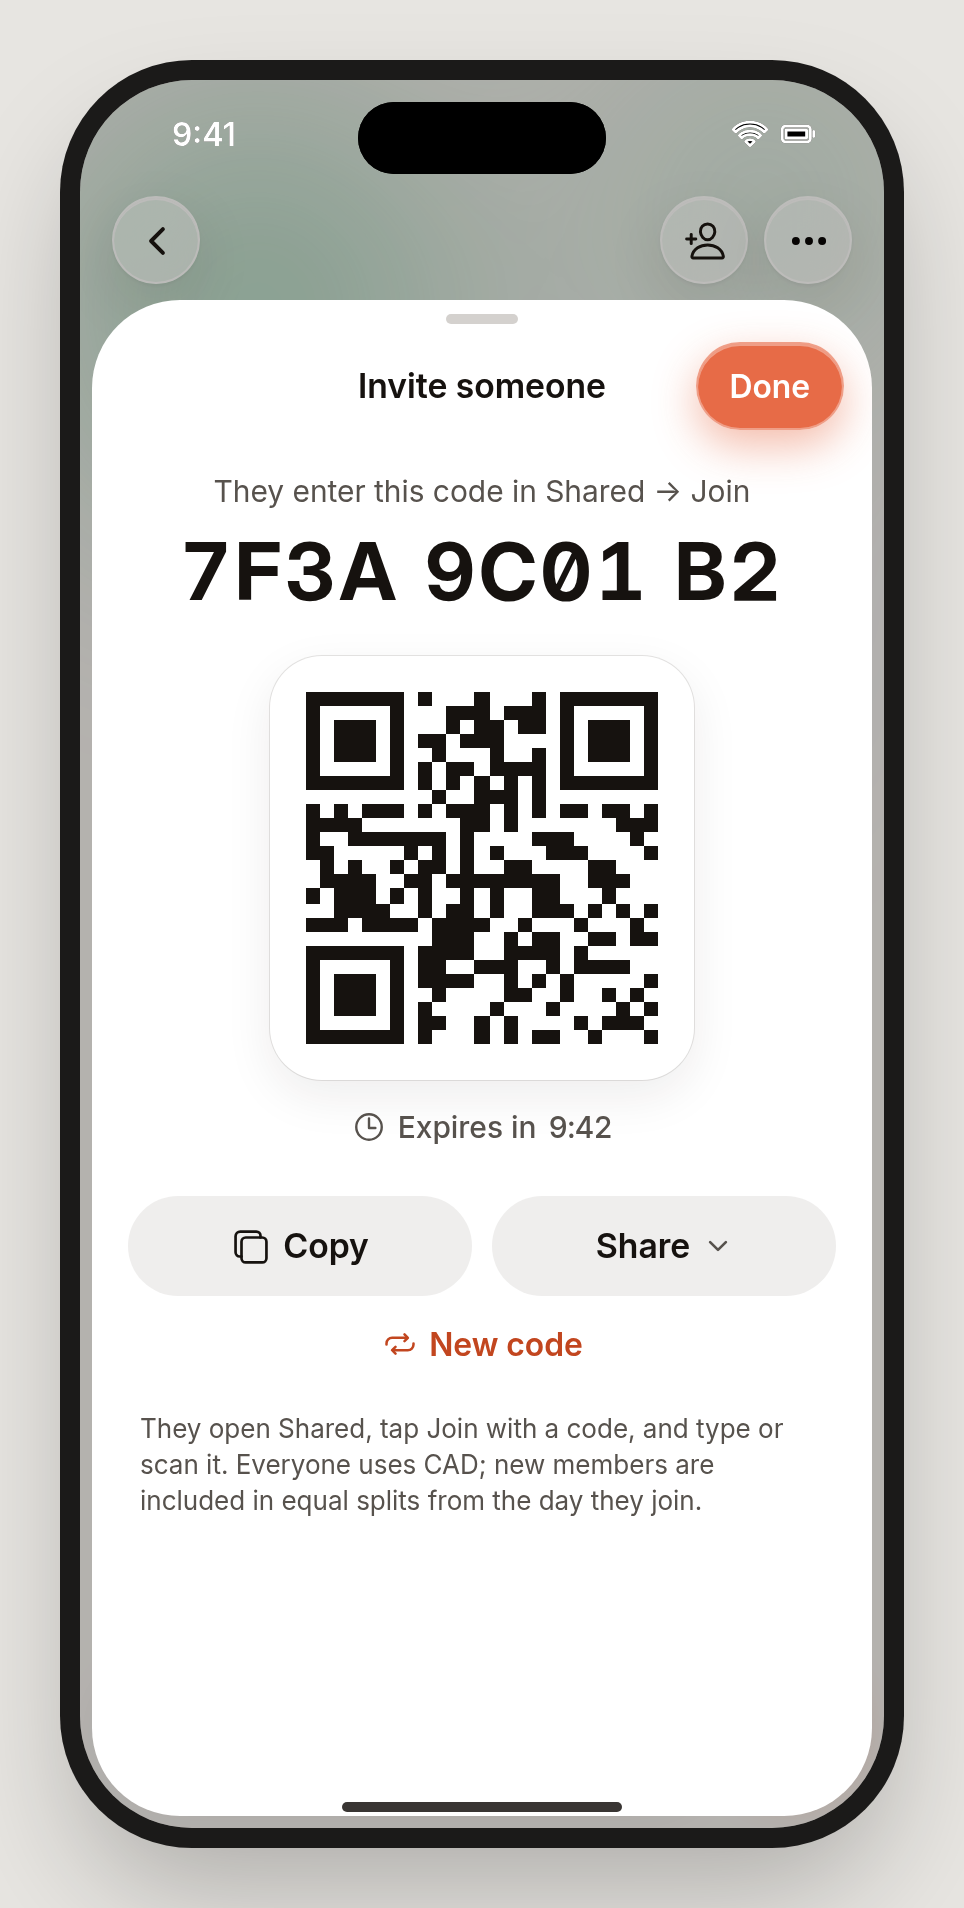 9:41
Invite someone
Done
They enter this code in Shared → Join
7F3A 9C01 B2
Expires in 9:42
Copy
Share
New code
They open Shared, tap Join with a code, and type or
scan it. Everyone uses CAD; new members are
included in equal splits from the day they join.